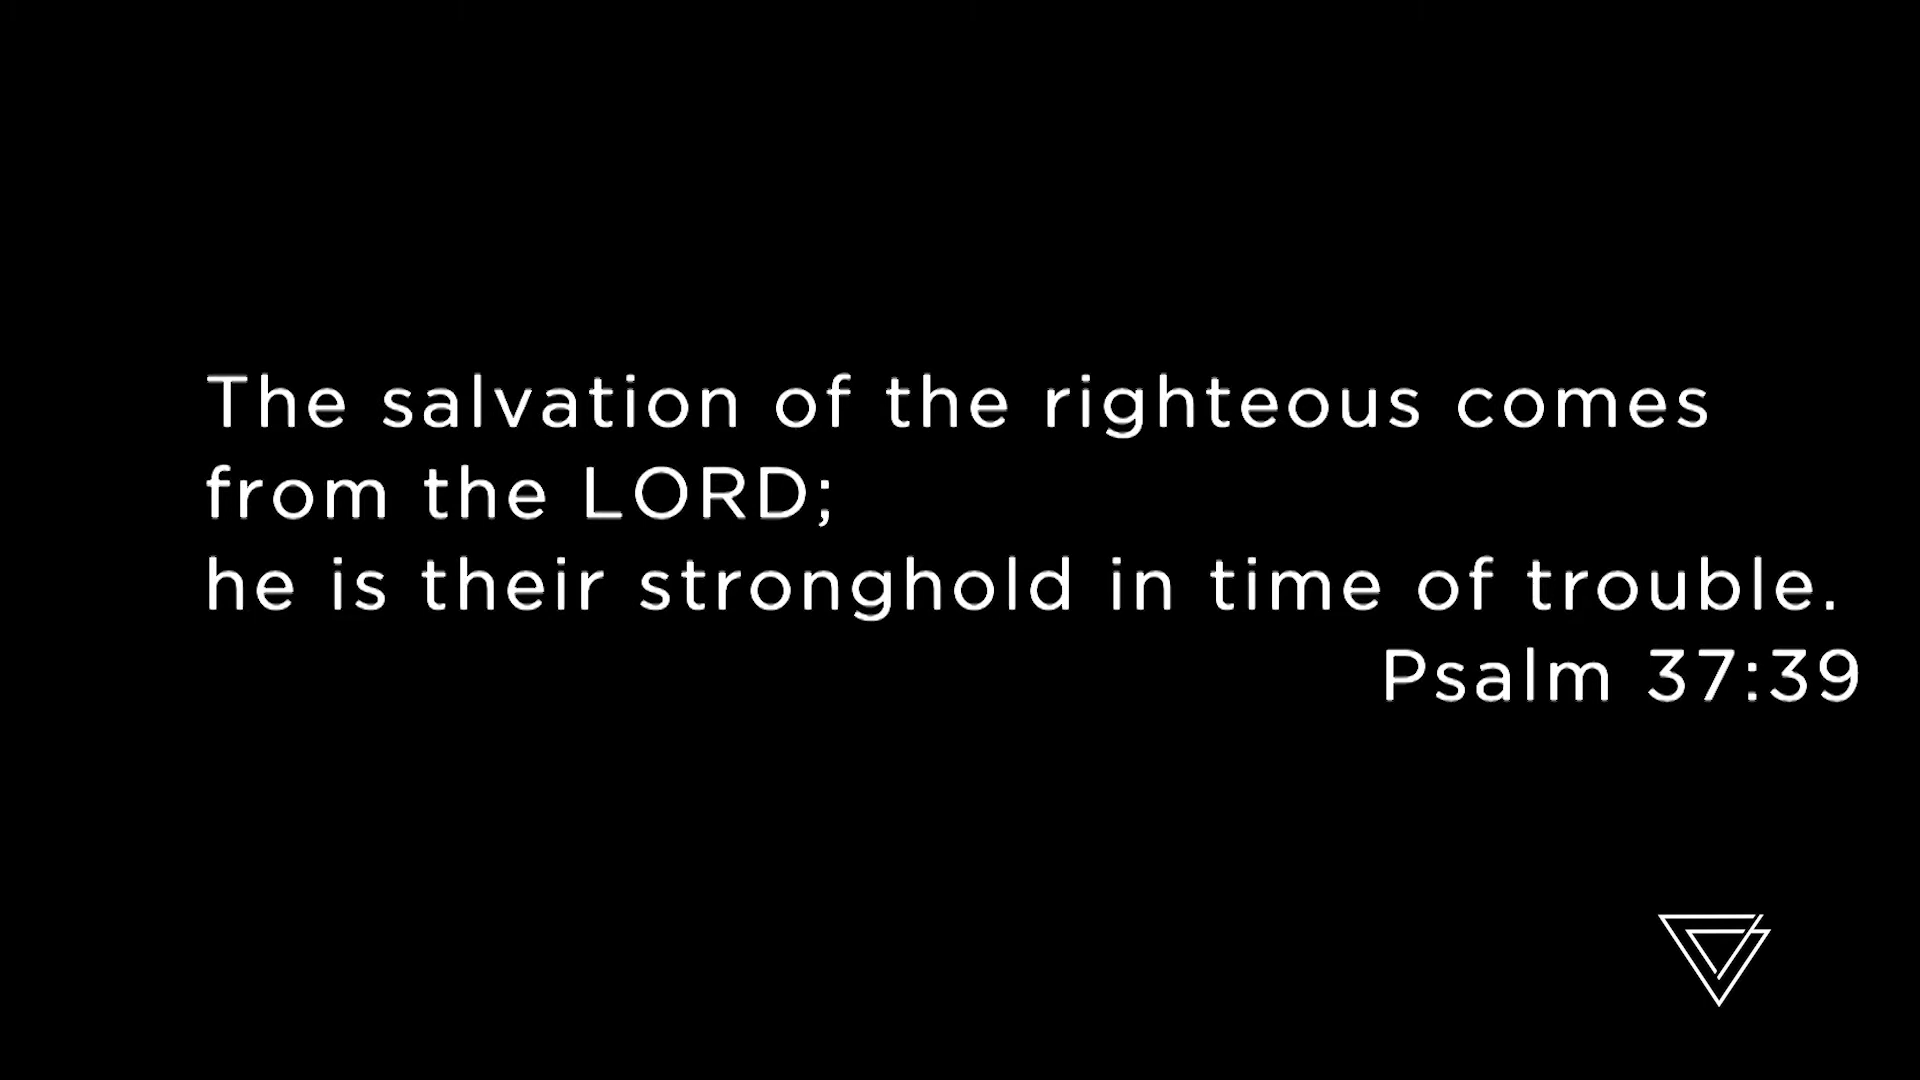 The salvation of the righteous comes
from the LORD;
he is their stronghold in time of trouble.
Psalm 37:39